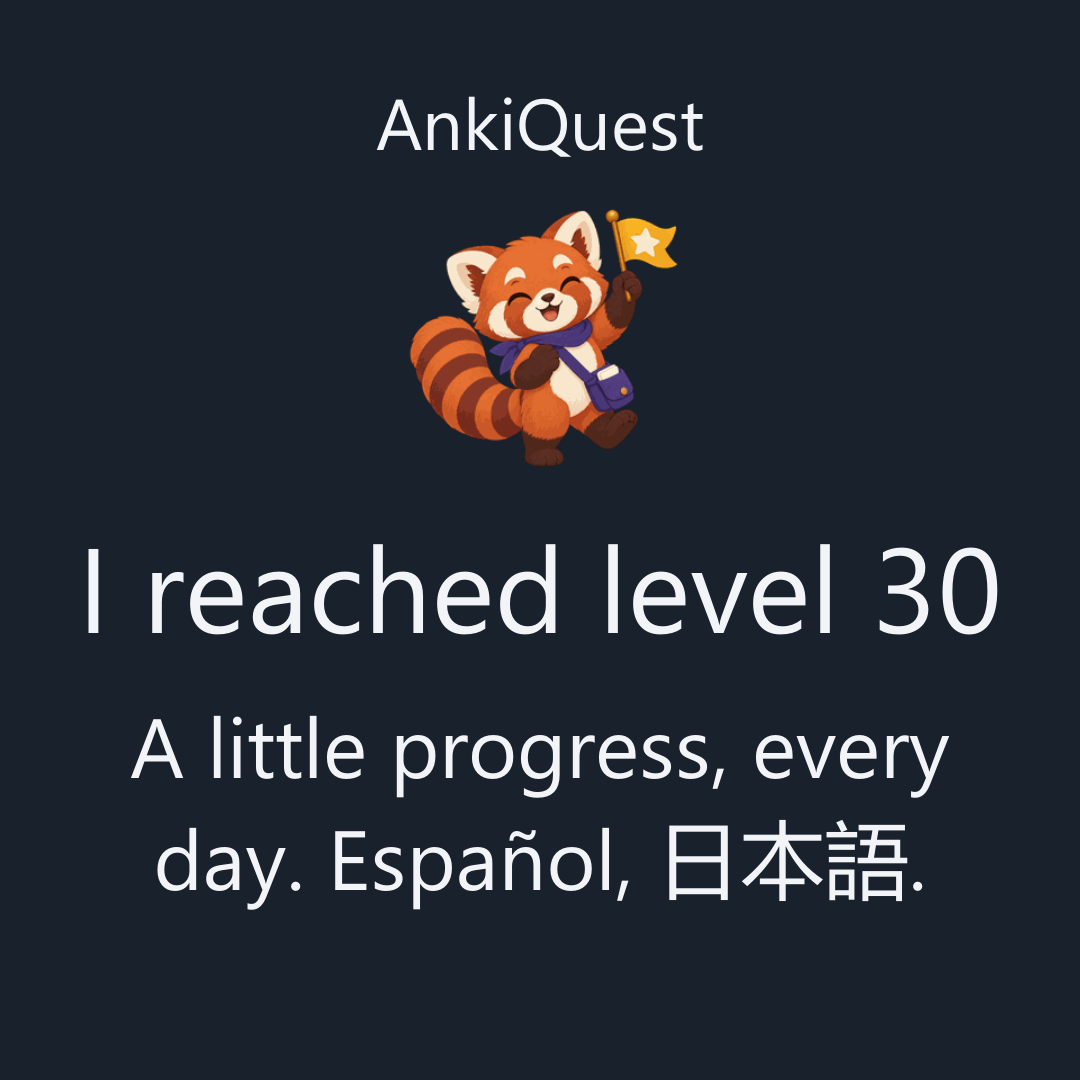 AnkiQuest
I reached level 30
A little progress, every
day. Español, 日本語.